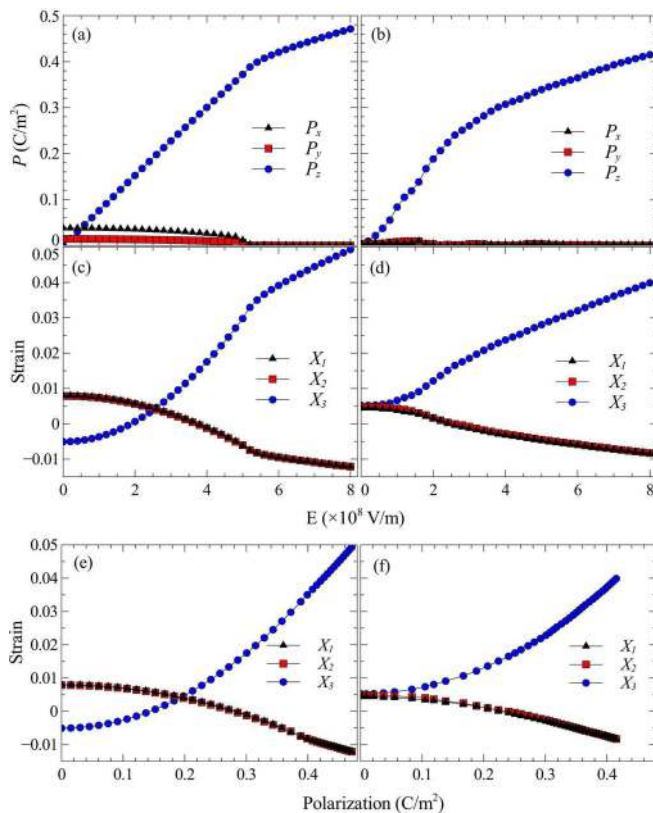 (a) (b)
0.5
0.4
0.3
0.2
0.1
0
P (C/m²)
Pₓ Pₓ
P_y P_y
P_z P_z
(c) (d)
0.05
0.04
0.03
0.02
0.01
0
−0.01
Strain
X₁ X₁
X₂ X₂
X₃ X₃
0 2 4 6 8 0 2 4 6 8
E (×10⁸ V/m)
(e) (f)
0.05
0.04
0.03
0.02
0.01
0
−0.01
Strain
X₁ X₁
X₂ X₂
X₃ X₃
0 0.1 0.2 0.3 0.4 0 0.1 0.2 0.3 0.4
Polarization (C/m²)